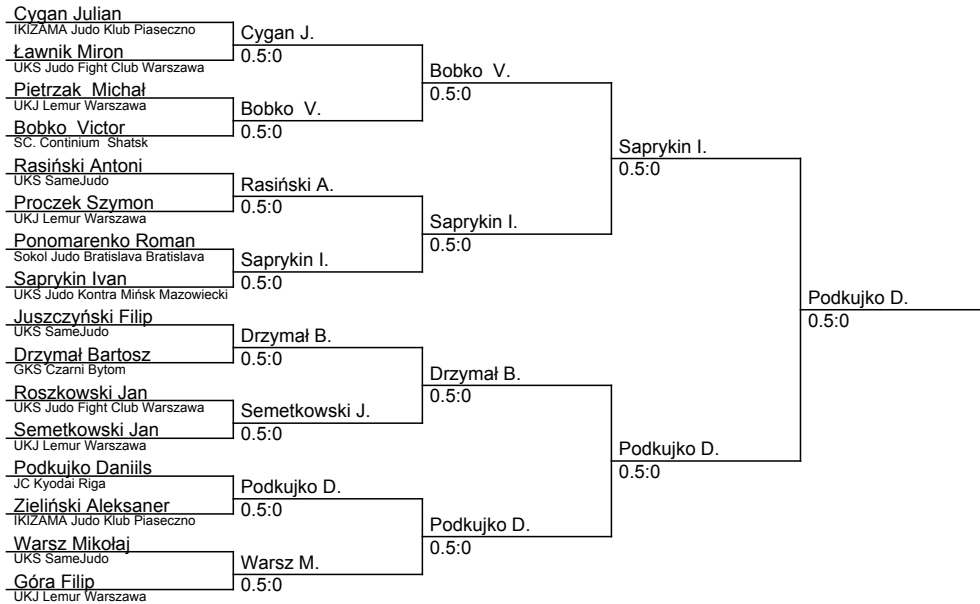 Cygan Julian
IKIZAMA Judo Klub Piaseczno
Ławnik Miron
UKS Judo Fight Club Warszawa
Pietrzak  Michał
UKJ Lemur Warszawa
Bobko  Victor
SC. Continium  Shatsk
Rasiński Antoni
UKS SameJudo
Proczek Szymon
UKJ Lemur Warszawa
Ponomarenko Roman
Sokol Judo Bratislava Bratislava
Saprykin Ivan
UKS Judo Kontra Mińsk Mazowiecki
Juszczyński Filip
UKS SameJudo
Drzymał Bartosz
GKS Czarni Bytom
Roszkowski Jan
UKS Judo Fight Club Warszawa
Semetkowski Jan
UKJ Lemur Warszawa
Podkujko Daniils
JC Kyodai Riga
Zieliński Aleksaner
IKIZAMA Judo Klub Piaseczno
Warsz Mikołaj
UKS SameJudo
Góra Filip
UKJ Lemur Warszawa
Cygan J.
0.5:0
Bobko  V.
0.5:0
Rasiński A.
0.5:0
Saprykin I.
0.5:0
Drzymał B.
0.5:0
Semetkowski J.
0.5:0
Podkujko D.
0.5:0
Warsz M.
0.5:0
Bobko  V.
0.5:0
Saprykin I.
0.5:0
Drzymał B.
0.5:0
Podkujko D.
0.5:0
Saprykin I.
0.5:0
Podkujko D.
0.5:0
Podkujko D.
0.5:0